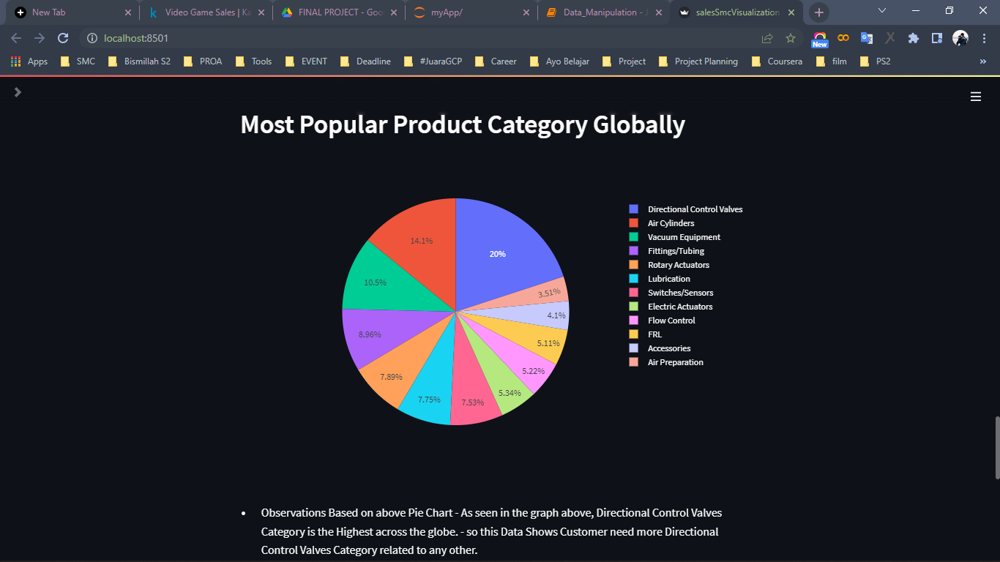 New Tab
Video Game Sales | Ka
FINAL PROJECT - Goo
myApp/
Data_Manipulation - J
salesSmcVisualization
localhost:8501
New
Apps
SMC
Bismillah S2
PROA
Tools
EVENT
Deadline
#JuaraGCP
Career
Ayo Belajar
Project
Project Planning
Coursera
film
PS2
»
Most Popular Product Category Globally
14.1%
20%
10.5%
3.51%
4.1%
8.96%
5.11%
7.89%
5.22%
7.75%
7.53%
5.34%
Directional Control Valves
Air Cylinders
Vacuum Equipment
Fittings/Tubing
Rotary Actuators
Lubrication
Switches/Sensors
Electric Actuators
Flow Control
FRL
Accessories
Air Preparation
• Observations Based on above Pie Chart - As seen in the graph above, Directional Control Valves
Category is the Highest across the globe. - so this Data Shows Customer need more Directional
Control Valves Category related to any other.